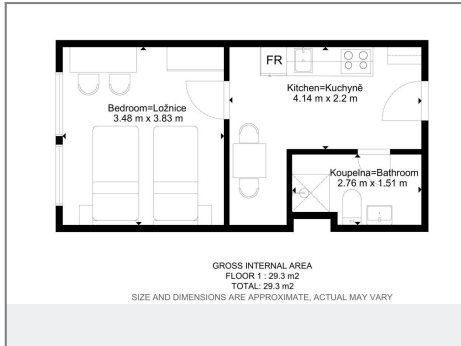 FR
Kitchen=Kuchyně
4.14 m x 2.2 m
Bedroom=Ložnice
3.48 m x 3.83 m
Koupelna=Bathroom
2.76 m x 1.51 m
GROSS INTERNAL AREA
FLOOR 1 : 29.3 m2
TOTAL: 29.3 m2
SIZE AND DIMENSIONS ARE APPROXIMATE, ACTUAL MAY VARY